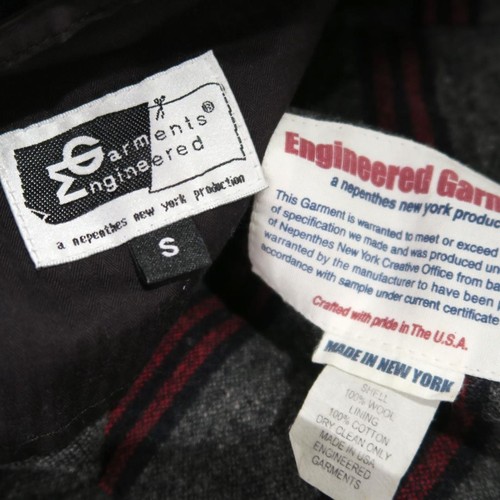 Garments®
Engineered
a nepenthes new york production
S
Engineered Garm
a nepenthes new york produc
This Garment is warranted to meet or exceed
of specification we made and was produced un
of Nepenthes New York Creative Office from bas
warranted by the manufacturer to have been p
accordance with sample under current certificate
Crafted with pride in The U.S.A.
MADE IN NEW YORK
SHELL
100% WOOL
LINING
100% COTTON
DRY CLEAN ONLY
MADE IN USA
ENGINEERED
GARMENTS